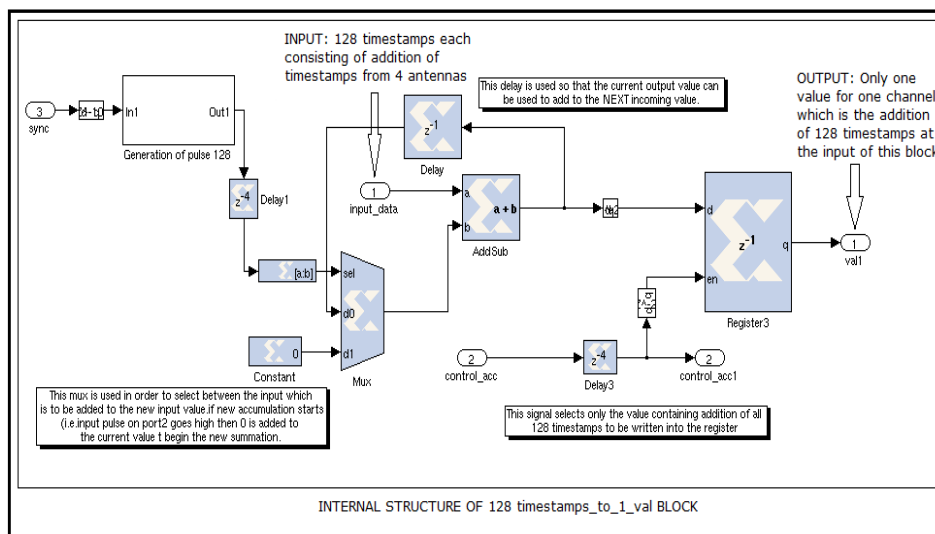 INPUT: 128 timestamps each
consisting of addition of
timestamps from 4 antennas
This delay is used so that the current output value can
be used to add to the NEXT incoming value.
OUTPUT: Only one
value for one channel
which is the addition
of 128 timestamps at
the input of this block
3
sync
In1
Out1
Generation of pulse 128
z-4
Delay1
z-1
Delay
1
input_data
a
b
a + b
AddSub
[a:b]
sel
d0
d1
Mux
0
Constant
d
en
z-1
q
Register3
1
val1
2
control_acc
z-4
Delay3
2
control_acc1
This mux is used in order to select between the input which
is to be added to the new input value.if new accumulation starts
(i.e.input pulse on port2 goes high then 0 is added to
the current value t begin the new summation.
This signal selects only the value containing addition of all
128 timestamps to be written into the register
INTERNAL STRUCTURE OF 128 timestamps_to_1_val BLOCK